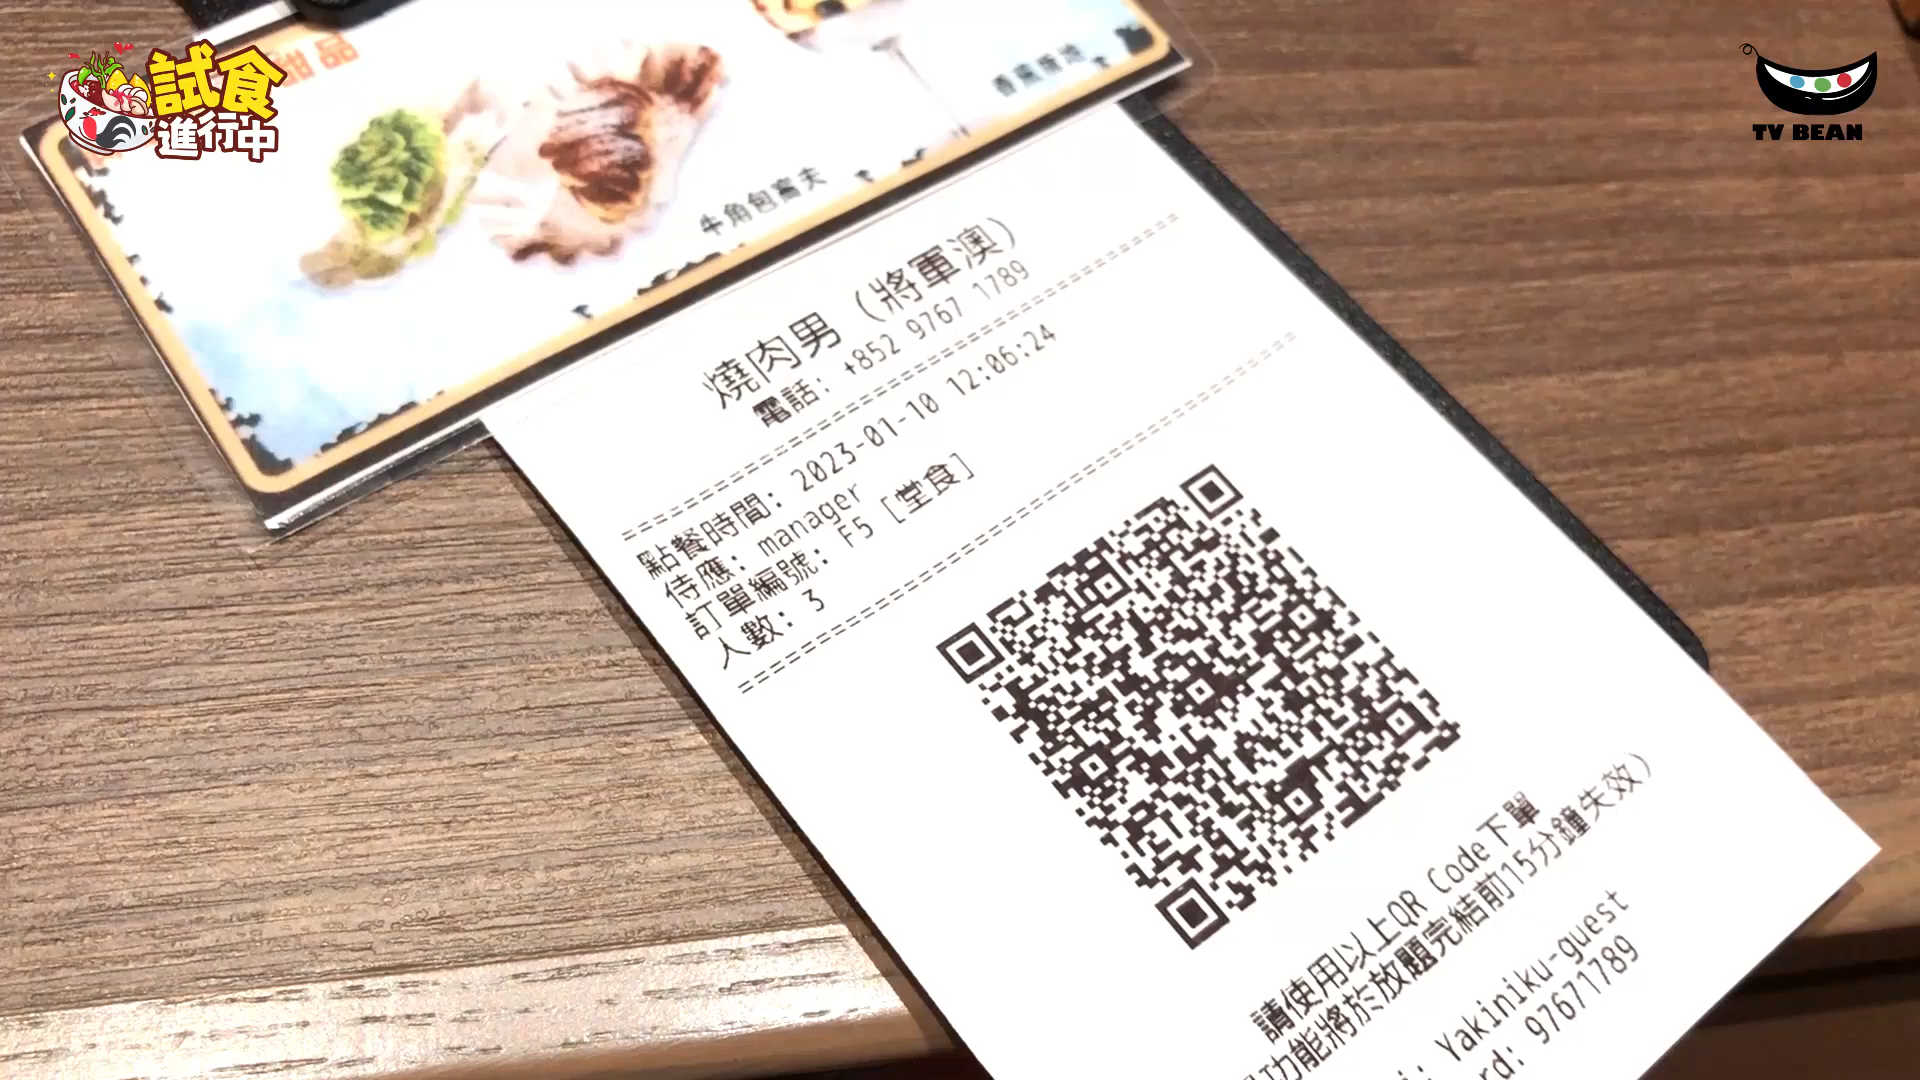 試食
進行中
TV BEAN
甜品
香蕉接地
牛角包窩夫
燒肉男（將軍澳）
電話: +852 9767 1789
點餐時間: 2023-01-10 12:06:24
侍應: manager
訂單編號: F5 [堂食]
人數: 3
請使用以上QR Code下單
功能將於放題完結前15分鐘失效）
: Yakiniku-guest
rd: 97671789